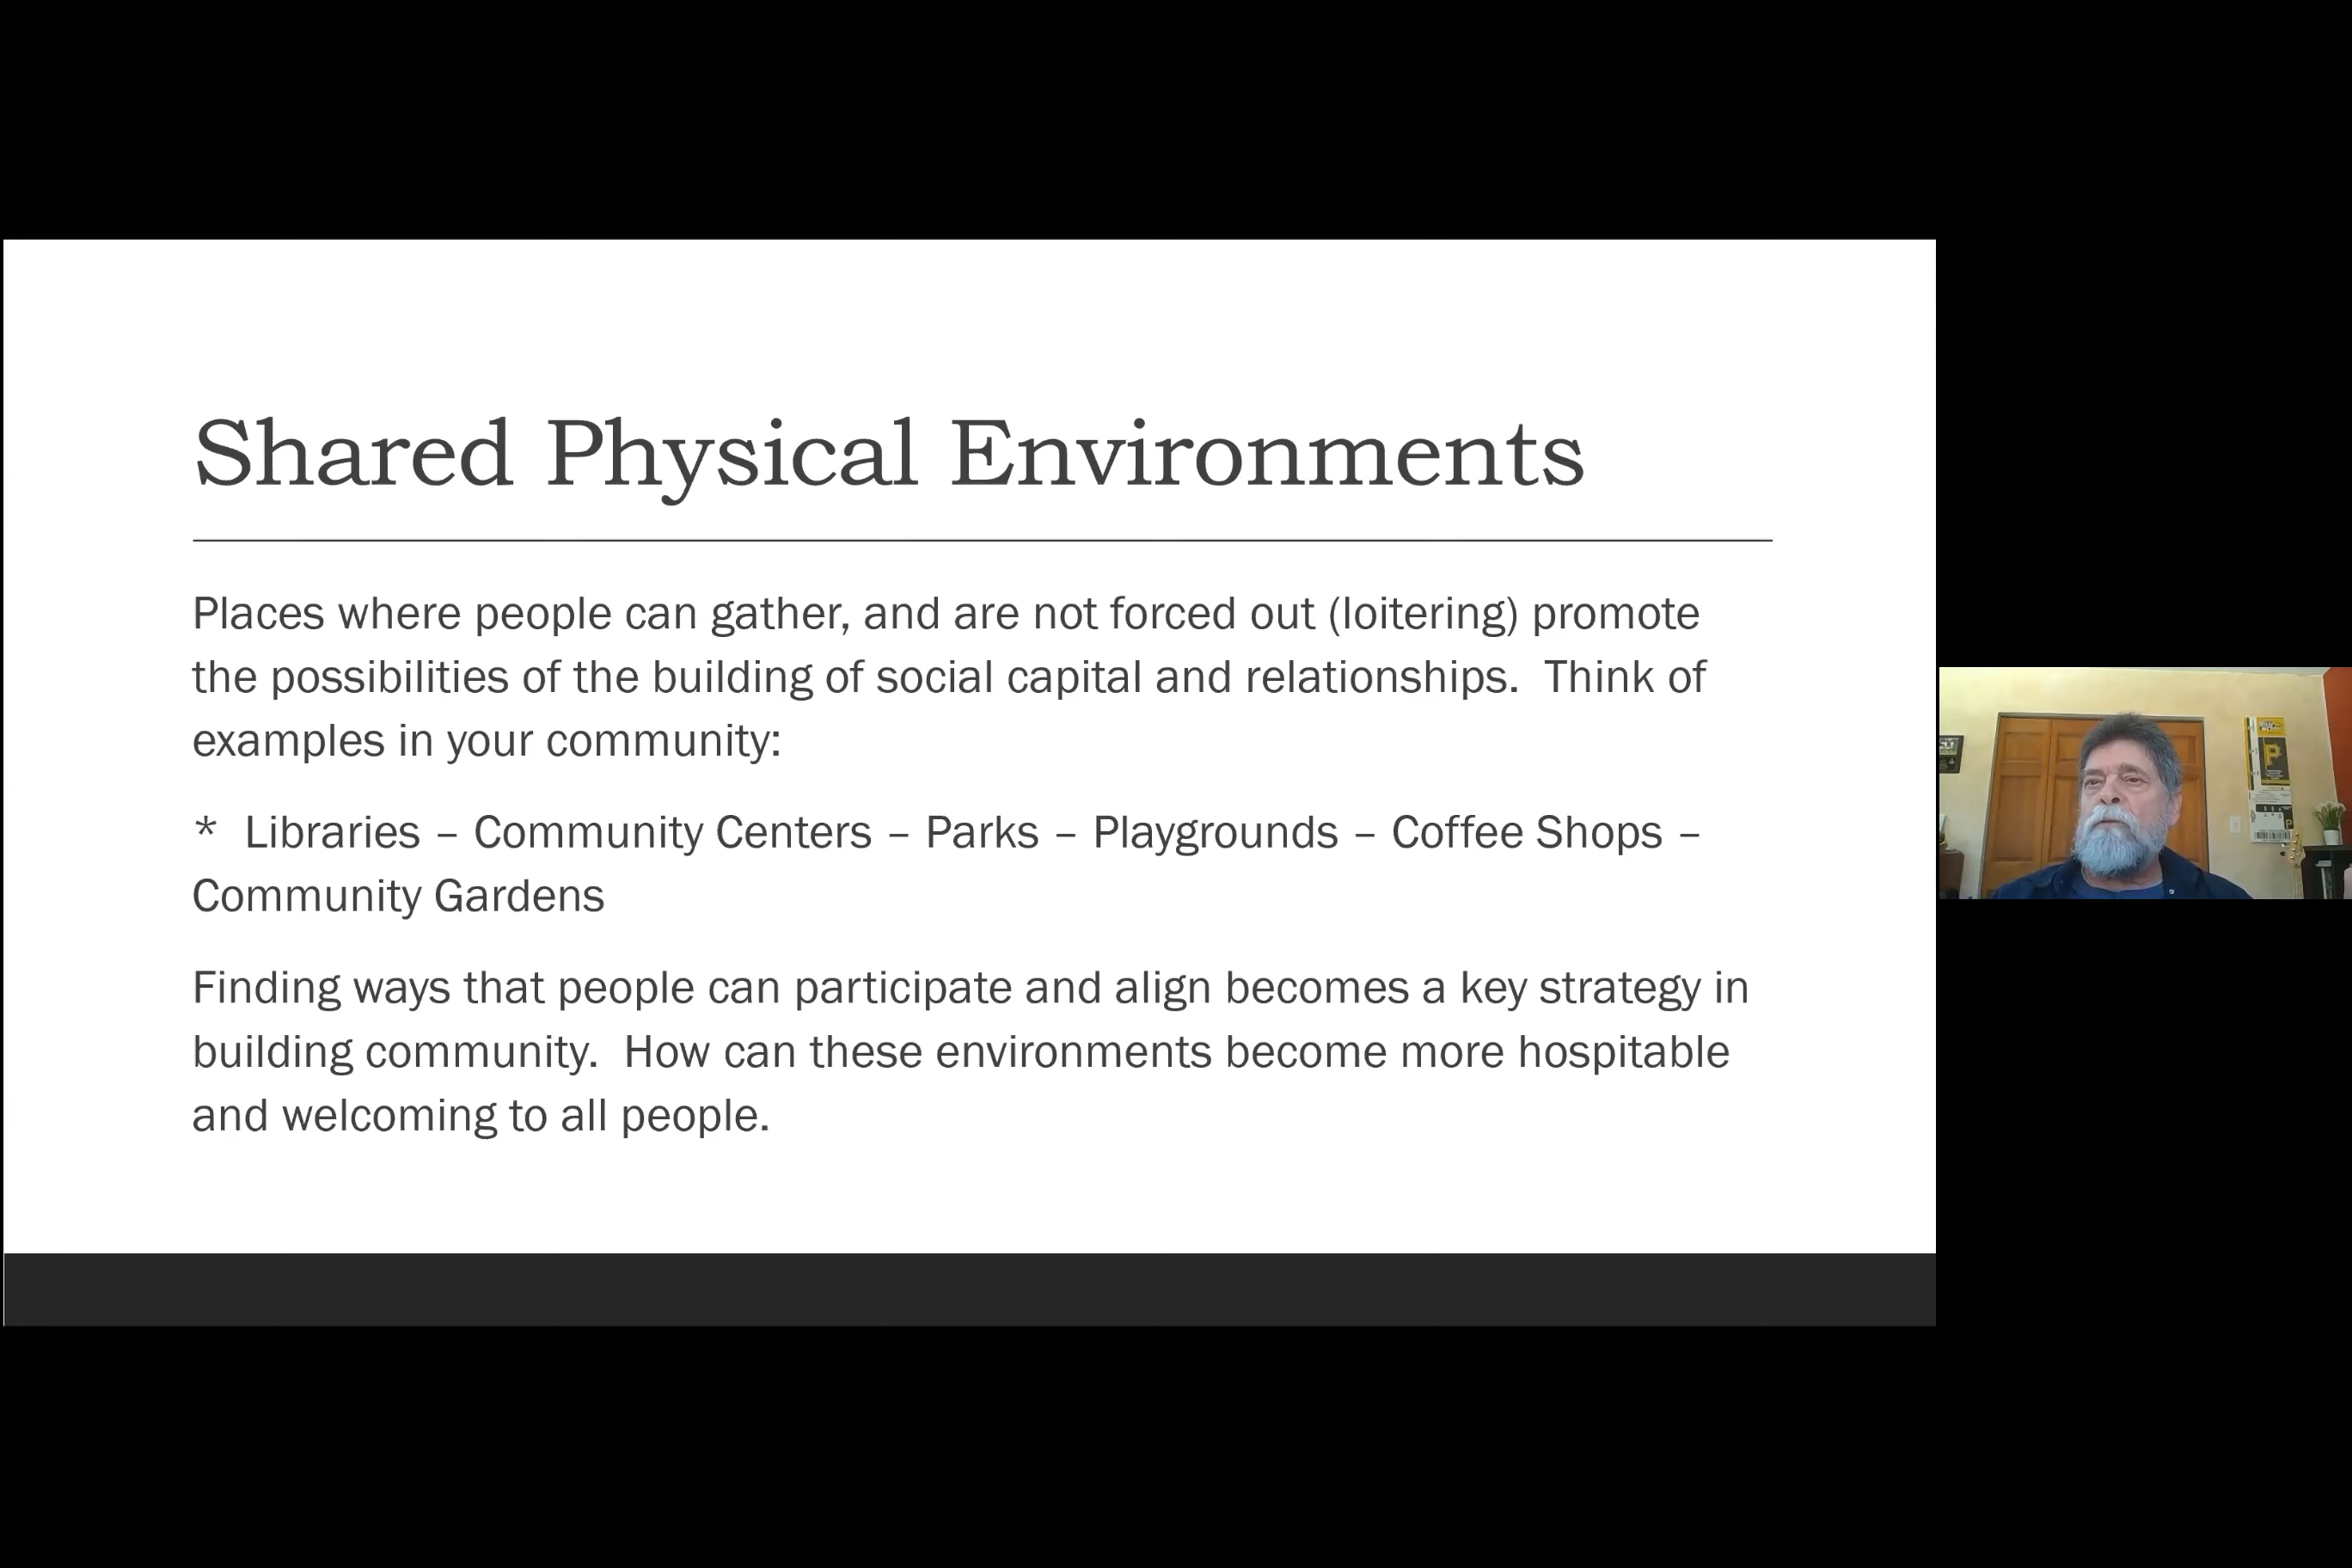 Shared Physical Environments
Places where people can gather, and are not forced out (loitering) promote
the possibilities of the building of social capital and relationships.  Think of
examples in your community:
*  Libraries – Community Centers – Parks – Playgrounds – Coffee Shops –
Community Gardens
Finding ways that people can participate and align becomes a key strategy in
building community.  How can these environments become more hospitable
and welcoming to all people.
P
P